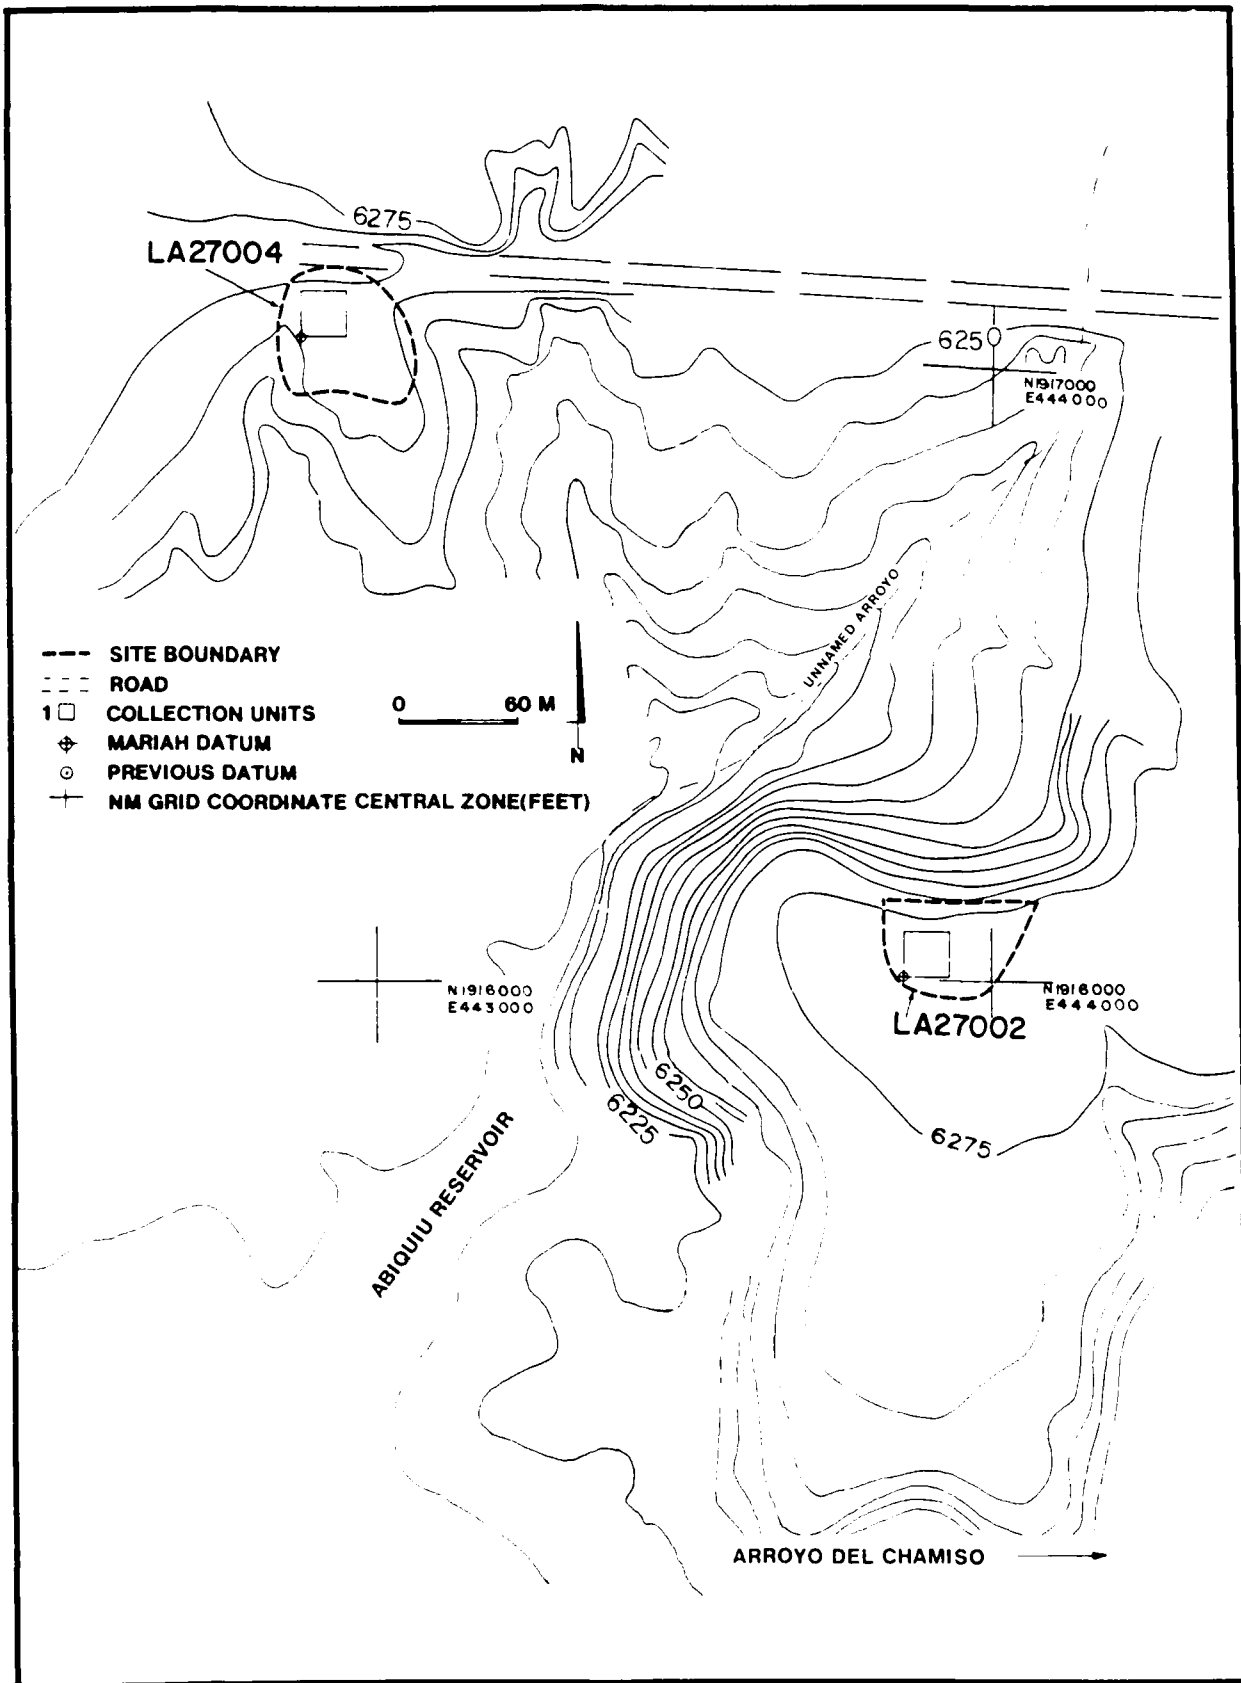 6275
LA27004
6250
N1917000
E444000
UNNAMED ARROYO
SITE BOUNDARY
ROAD
1 COLLECTION UNITS
MARIAH DATUM
PREVIOUS DATUM
NM GRID COORDINATE CENTRAL ZONE(FEET)
0 60 M
N
N1916000
E443000
N1916000
E444000
LA27002
6250
6225
6275
ABIQUIU RESERVOIR
ARROYO DEL CHAMISO